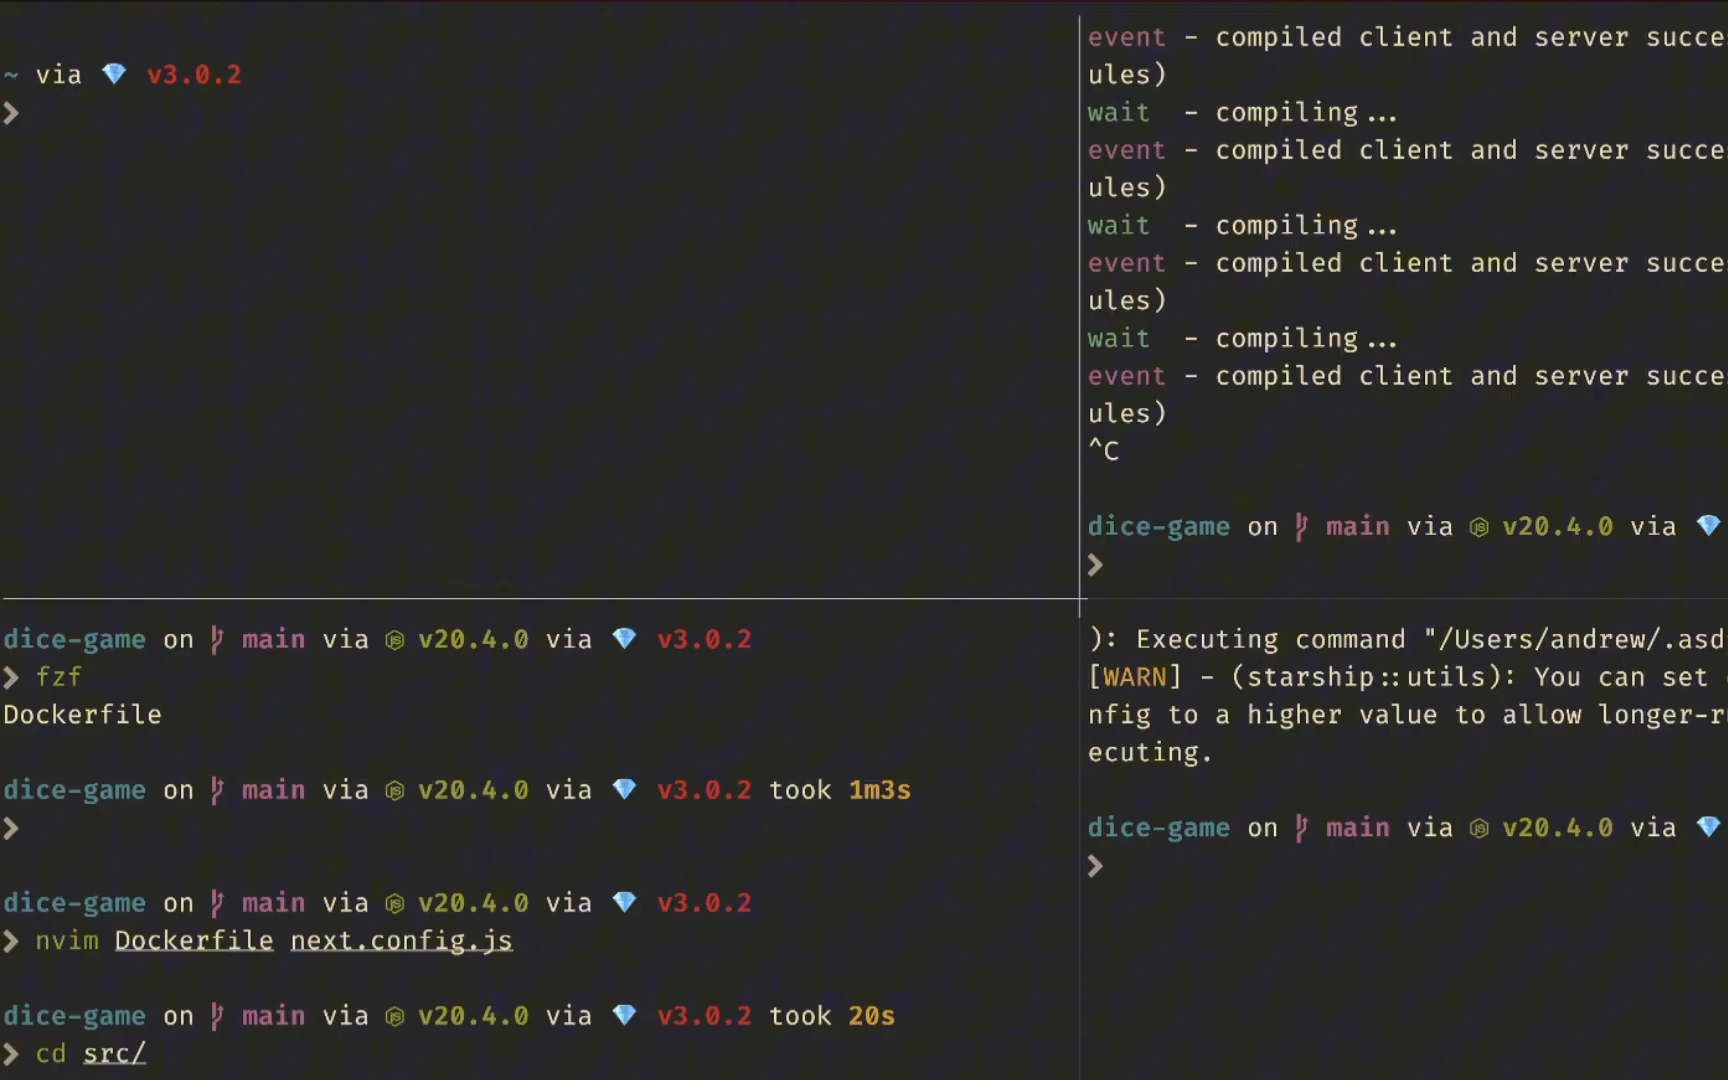 ~ via 💎 v3.0.2
❯
event - compiled client and server succe
ules)
wait  - compiling...
event - compiled client and server succe
ules)
wait  - compiling...
event - compiled client and server succe
ules)
wait  - compiling...
event - compiled client and server succe
ules)
^C
dice-game on main via v20.4.0 via 💎
❯
dice-game on main via v20.4.0 via 💎 v3.0.2
❯ fzf
Dockerfile
dice-game on main via v20.4.0 via 💎 v3.0.2 took 1m3s
❯
dice-game on main via v20.4.0 via 💎 v3.0.2
❯ nvim Dockerfile next.config.js
dice-game on main via v20.4.0 via 💎 v3.0.2 took 20s
❯ cd src/
): Executing command "/Users/andrew/.asd
[WARN] - (starship::utils): You can set
nfig to a higher value to allow longer-r
ecuting.
dice-game on main via v20.4.0 via 💎
❯